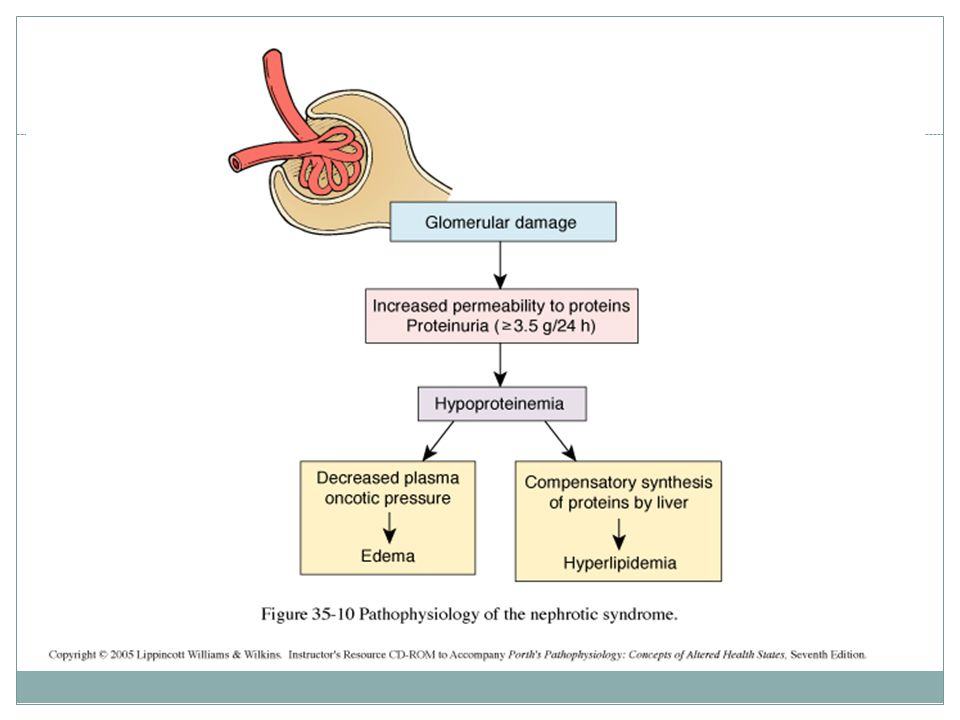 Glomerular damage
Increased permeability to proteins
Proteinuria (≥3.5 g/24 h)
Hypoproteinemia
Decreased plasma
oncotic pressure
Edema
Compensatory synthesis
of proteins by liver
Hyperlipidemia
Figure 35-10 Pathophysiology of the nephrotic syndrome.
Copyright © 2005 Lippincott Williams & Wilkins. Instructor's Resource CD-ROM to Accompany Porth's Pathophysiology: Concepts of Altered Health States, Seventh Edition.